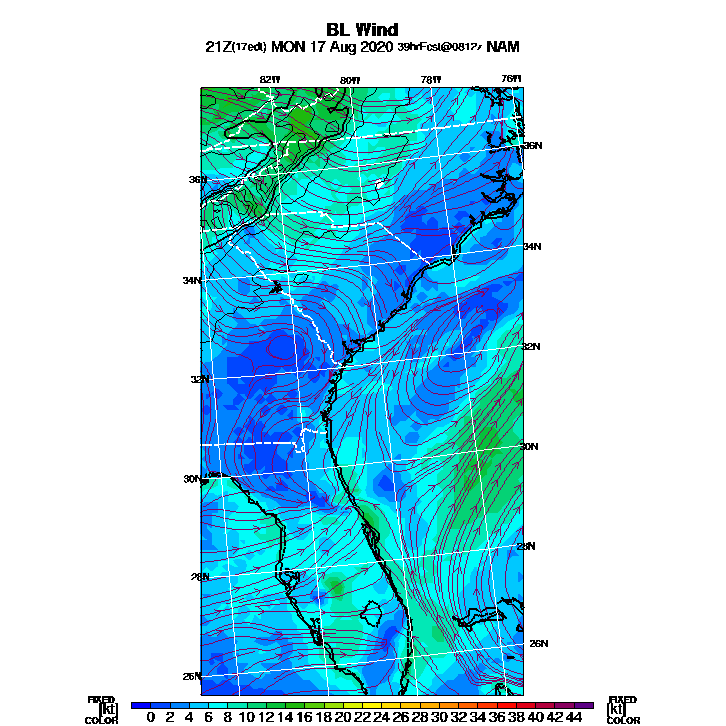 BL Wind
21Z(17edt) MON 17 Aug 2020 39hrFcst@0812z NAM
82W 80W 78W 76W
36N 36N
34N 34N
32N 32N
30N 30N
28N 28N
26N 26N
FIXED FIXED
[kt] 0 2 4 6 8 10 12 14 16 18 20 22 24 26 28 30 32 34 36 38 40 42 44 [kt]
COLOR COLOR